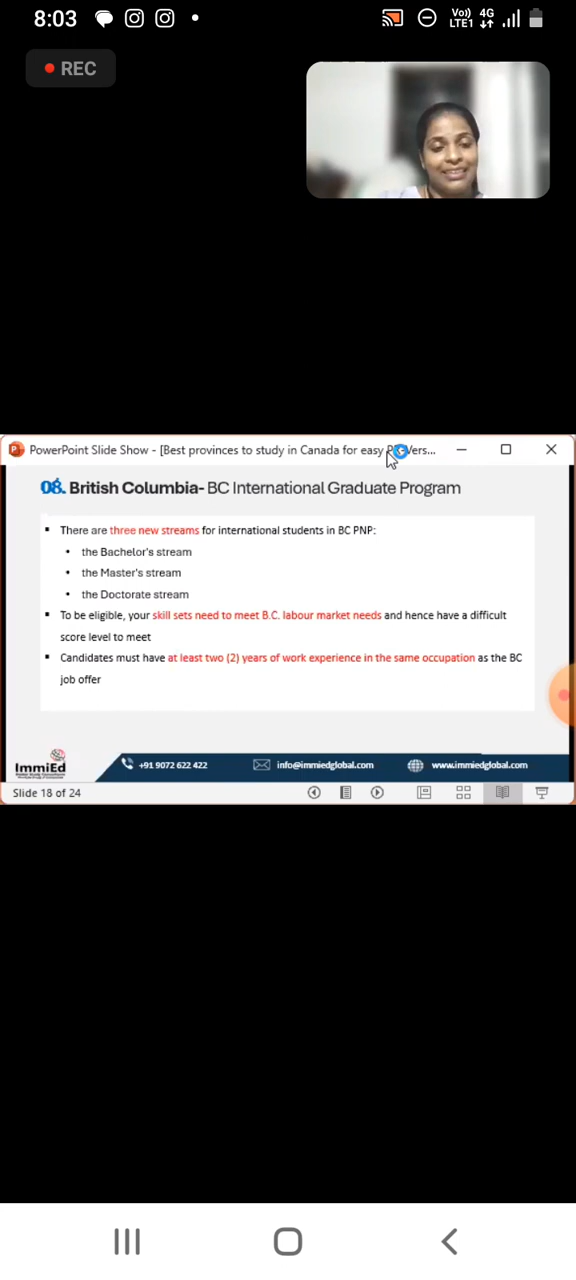 8:03
Vo)) 4G
LTE1
REC
PowerPoint Slide Show - [Best provinces to study in Canada for easy PR-Vers...
08. British Columbia- BC International Graduate Program
▪ There are three new streams for international students in BC PNP:
• the Bachelor's stream
• the Master's stream
• the Doctorate stream
▪ To be eligible, your skill sets need to meet B.C. labour market needs and hence have a difficult
score level to meet
▪ Candidates must have at least two (2) years of work experience in the same occupation as the BC
job offer
ImmiEd
+91 9072 622 422 info@immiedglobal.com www.immiedglobal.com
Slide 18 of 24